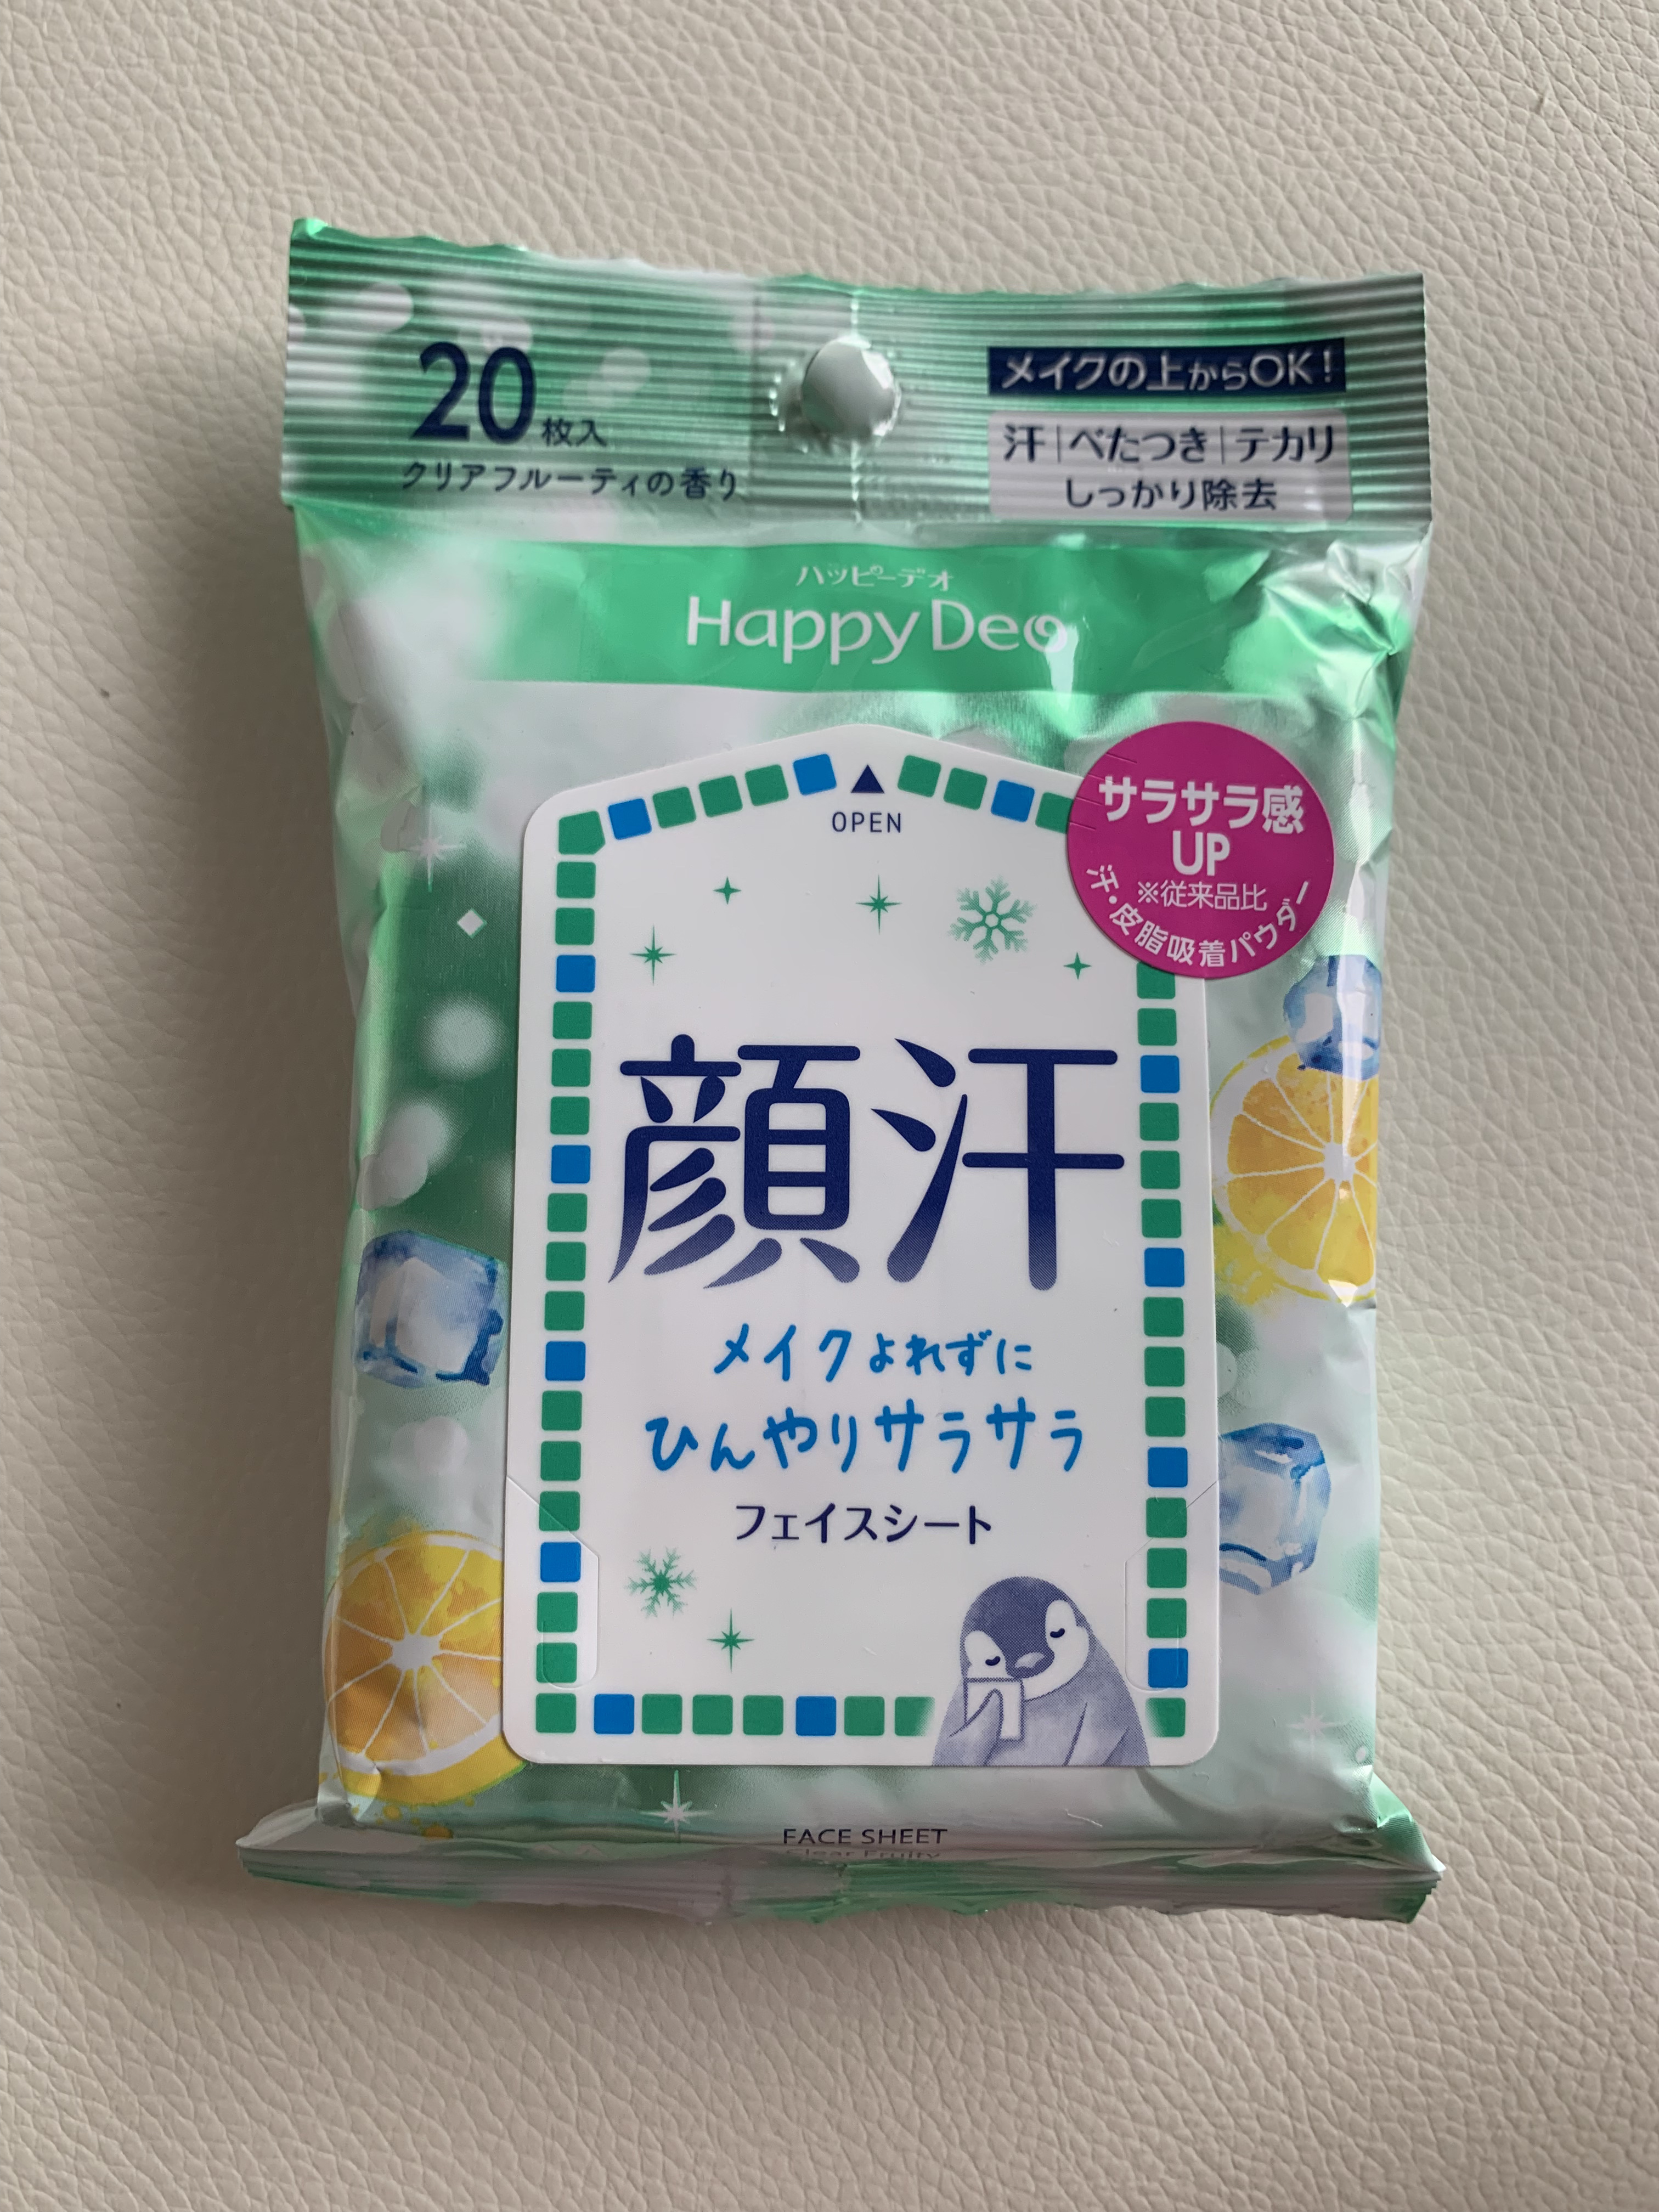 20枚入
クリアフルーティの香り
メイクの上からOK!
汗|べたつき|テカリ
しっかり除去
ハッピーデオ
Happy Deo
OPEN
サラサラ感
UP
※従来品比
汗・皮脂吸着パウダー
顔汗
メイクよれずに
ひんやりサラサラ
フェイスシート
FACE SHEET
Clear Fruity